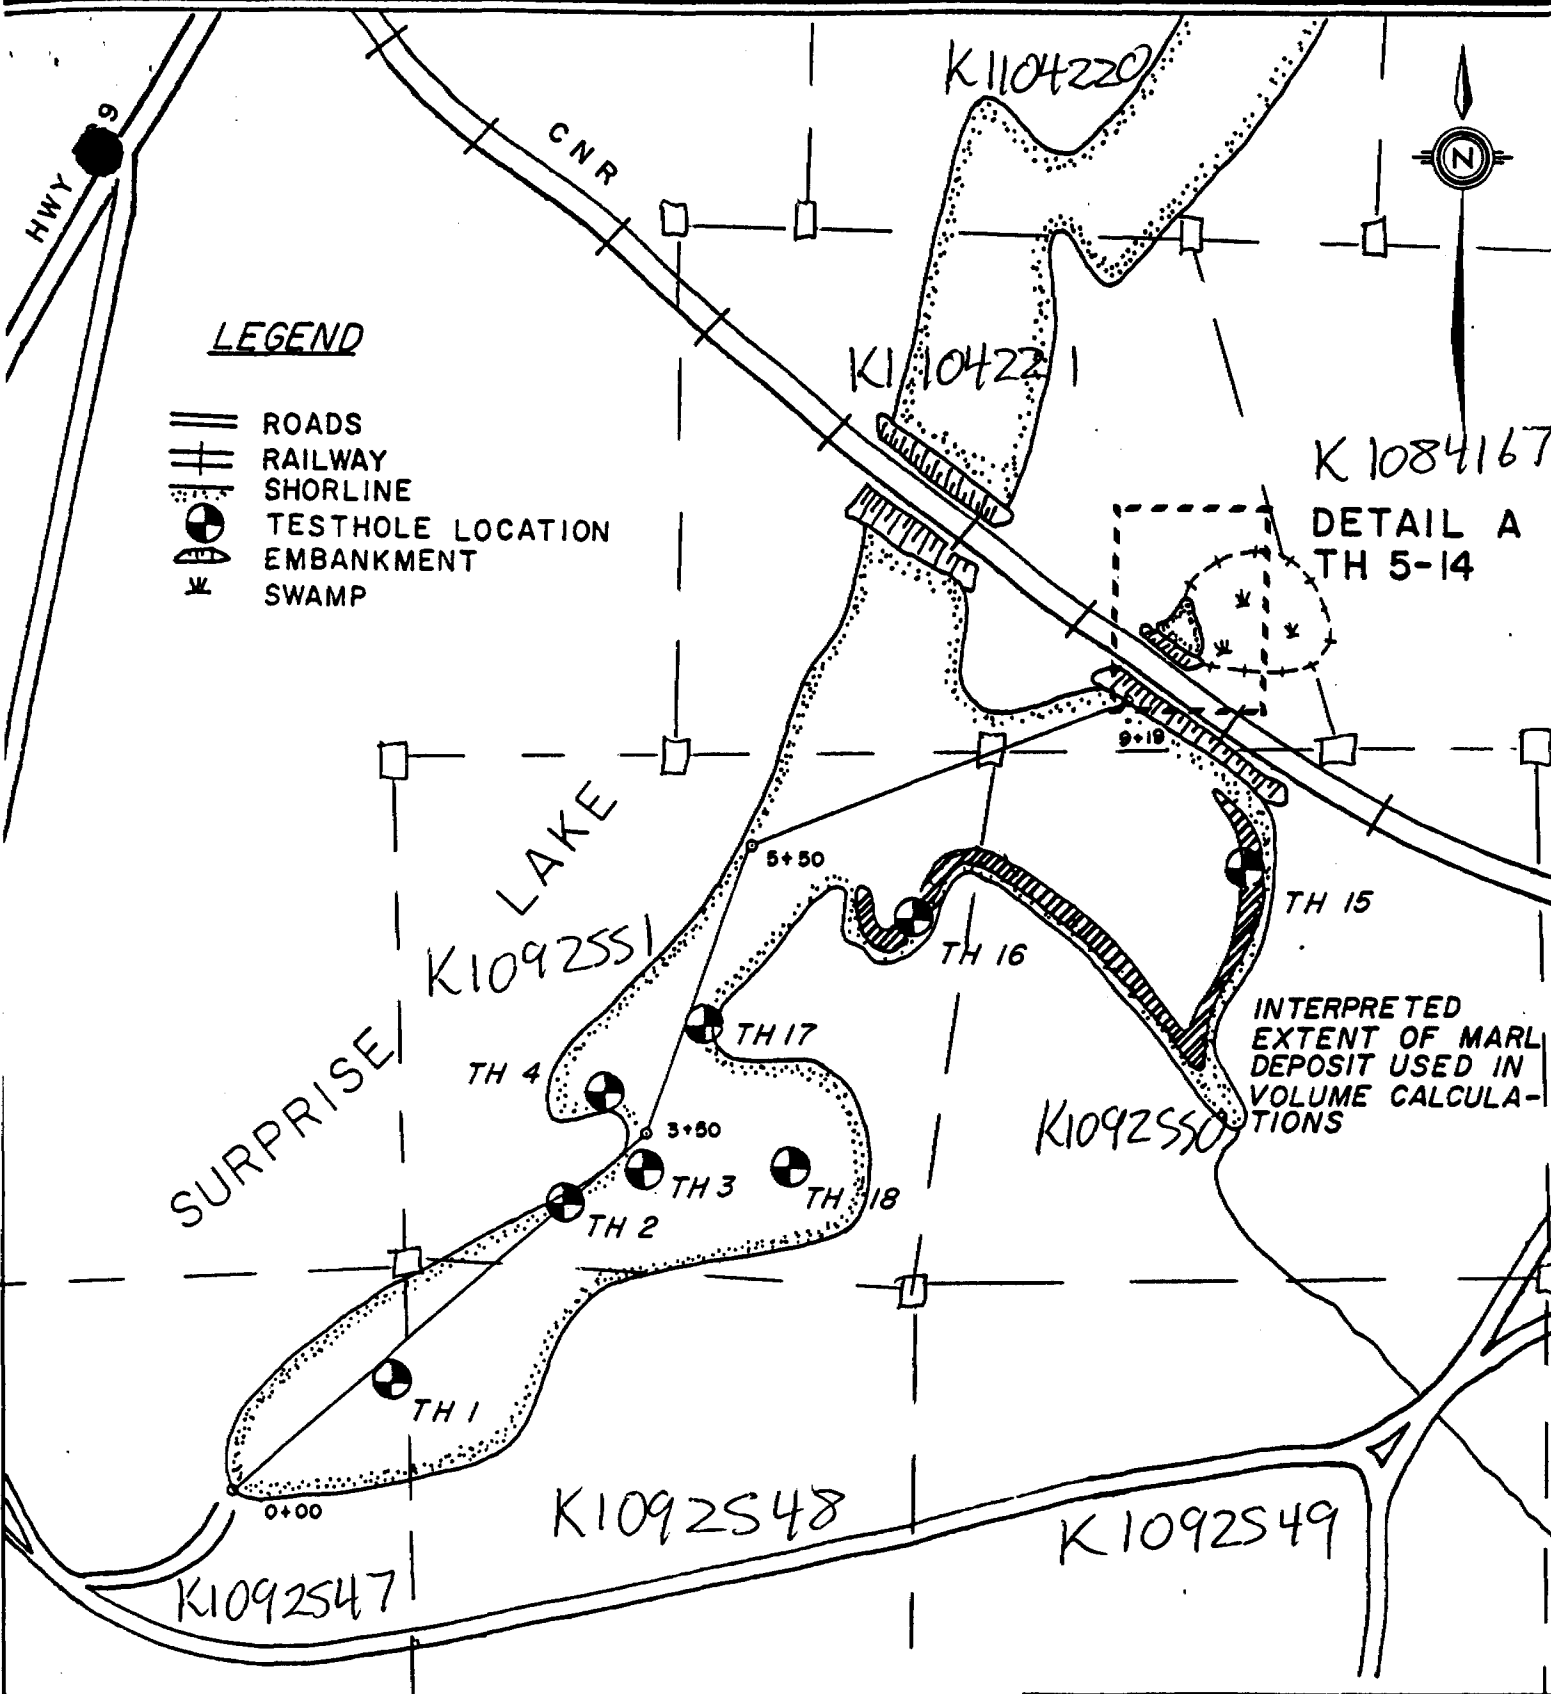 K1104220
HWY
9
CNR
N
LEGEND
K1104221
ROADS
RAILWAY
SHORLINE
TESTHOLE LOCATION
EMBANKMENT
SWAMP
K1084167
DETAIL A
TH 5-14
9+19
SURPRISE LAKE
5+50
TH 15
K1092551
TH 16
INTERPRETED
EXTENT OF MARL
DEPOSIT USED IN
VOLUME CALCULA-
TIONS
TH 17
TH 4
3+50
K1092550
TH 3
TH 18
TH 2
TH 1
0+00
K1092548
K1092549
K1092547